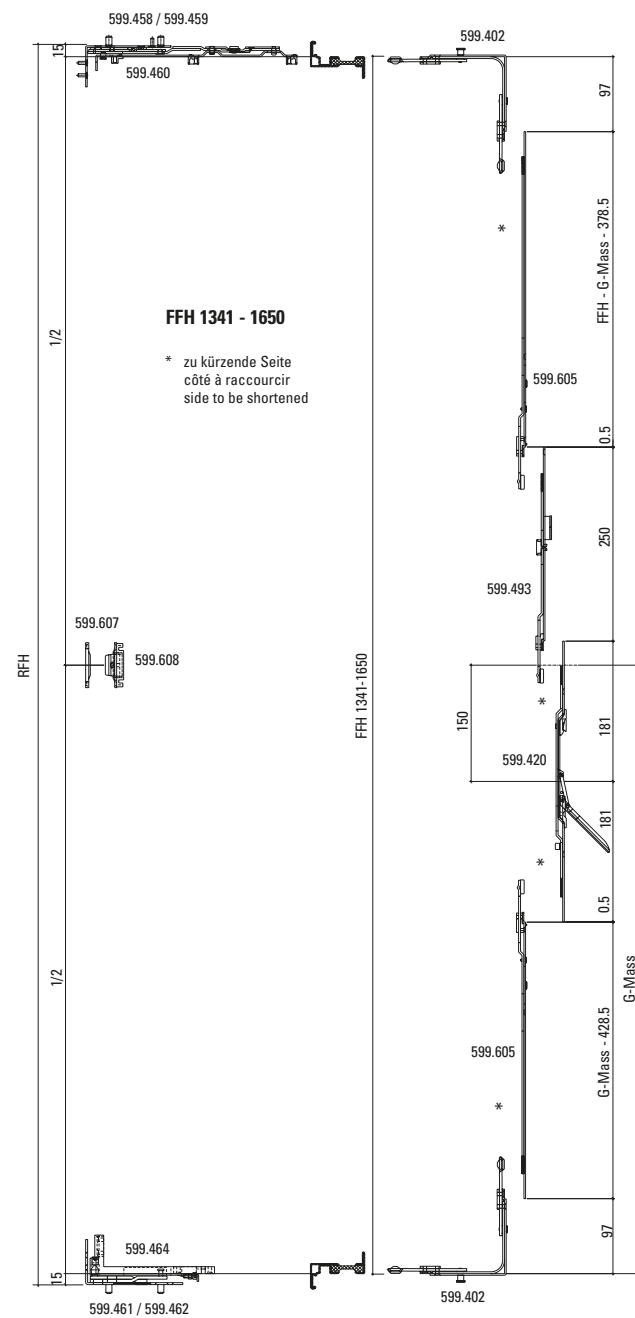 599.458 / 599.459
599.402
15
599.460
97
*
FFH - G-Mass - 378.5
FFH 1341 - 1650
1/2
* zu kürzende Seite
côté à raccourcir
side to be shortened
599.605
0.5
250
599.493
599.607
599.608
RFH
FFH 1341-1650
*
150
181
599.420
181
*
0.5
1/2
G-Mass
599.605
G-Mass - 428.5
*
97
599.464
15
599.461 / 599.462
599.402